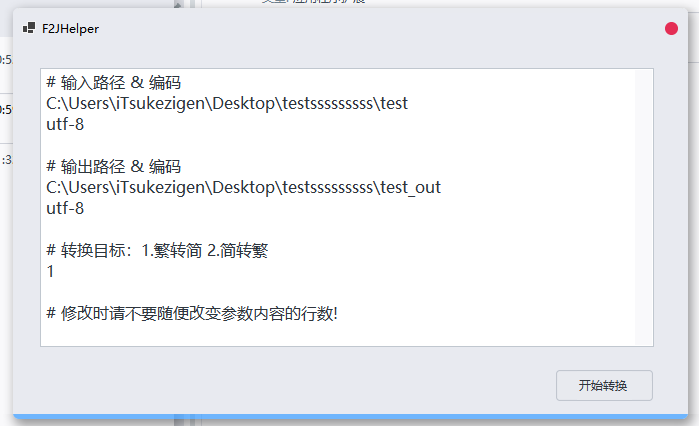 F2JHelper
# 输入路径 & 编码
C:\Users\iTsukezigen\Desktop\testsssssssss\test
utf-8
# 输出路径 & 编码
C:\Users\iTsukezigen\Desktop\testsssssssss\test_out
utf-8
# 转换目标：1.繁转简 2.简转繁
1
# 修改时请不要随便改变参数内容的行数!
开始转换